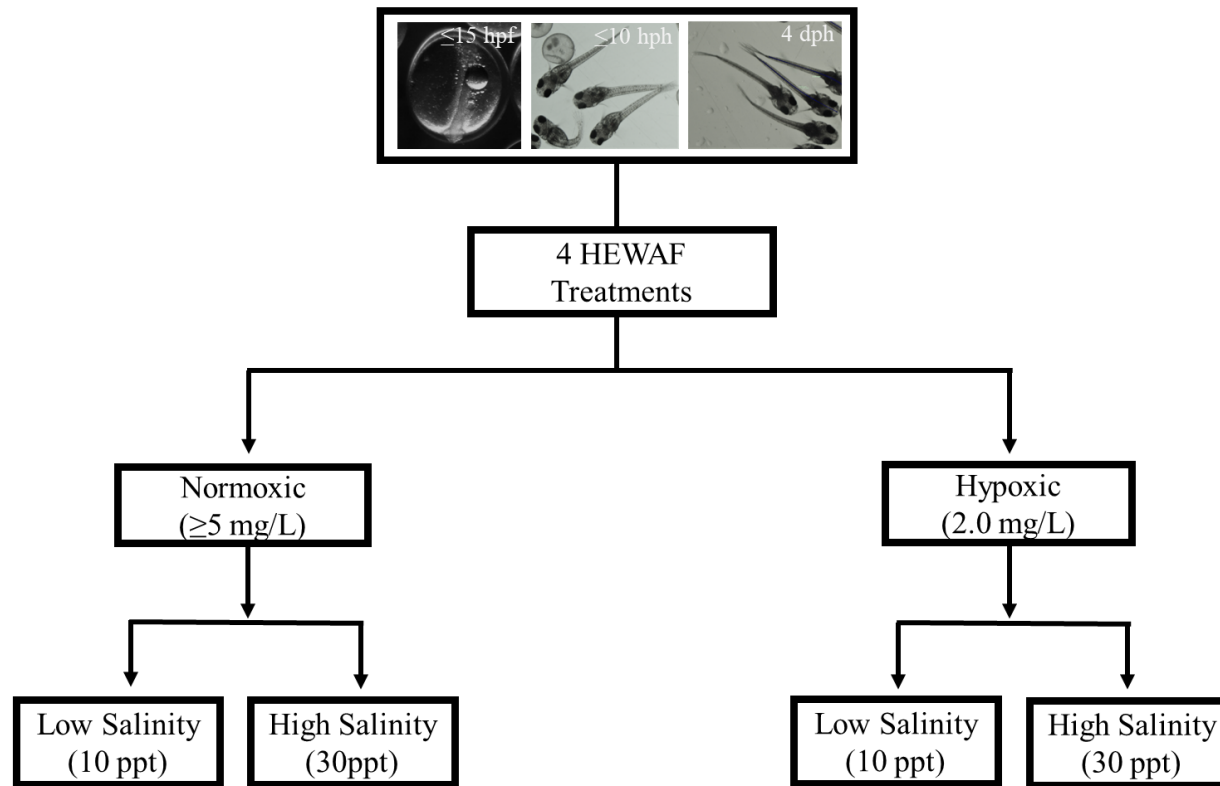 ≤15 hpf
≤10 hph
4 dph
4 HEWAF
Treatments
Normoxic
(≥5 mg/L)
Hypoxic
(2.0 mg/L)
Low Salinity
(10 ppt)
High Salinity
(30ppt)
Low Salinity
(10 ppt)
High Salinity
(30 ppt)